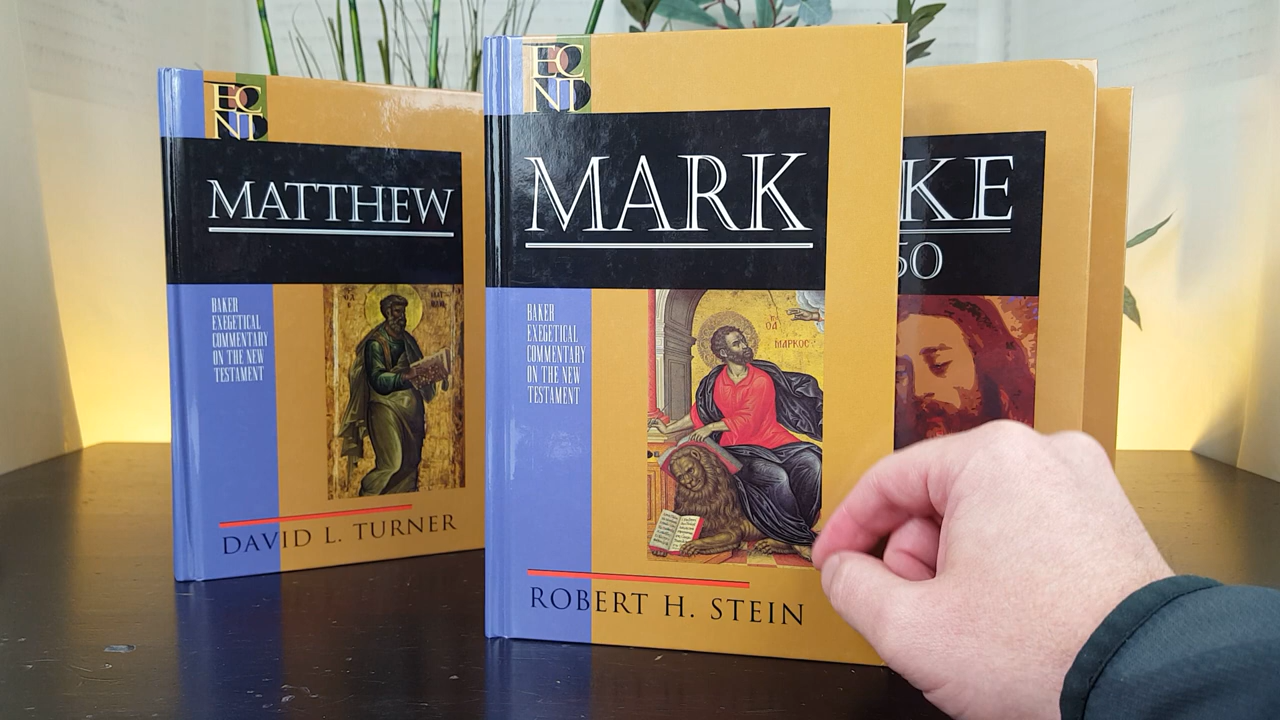 EC
NT
MATTHEW
BAKER
EXEGETICAL
COMMENTARY
ON THE NEW
TESTAMENT
DAVID L. TURNER
EC
NT
MARK
BAKER
EXEGETICAL
COMMENTARY
ON THE NEW
TESTAMENT
ΜΑΡΚΟС
ROBERT H. STEIN
KE
50